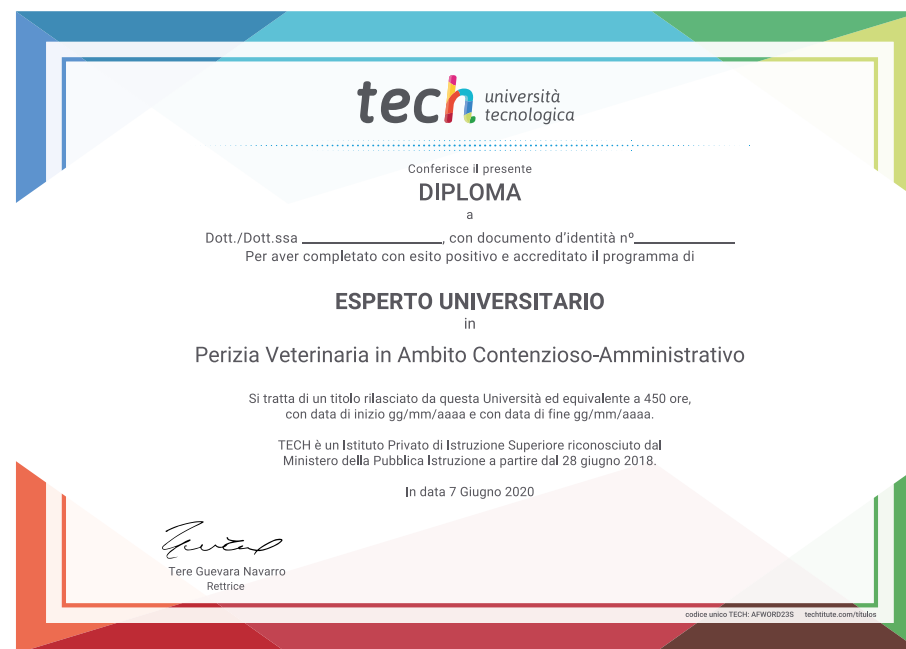 tech università
tecnologica
Conferisce il presente
DIPLOMA
a
Dott./Dott.ssa ____________________, con documento d'identità nº______________
Per aver completato con esito positivo e accreditato il programma di
ESPERTO UNIVERSITARIO
in
Perizia Veterinaria in Ambito Contenzioso-Amministrativo
Si tratta di un titolo rilasciato da questa Università ed equivalente a 450 ore,
con data di inizio gg/mm/aaaa e con data di fine gg/mm/aaaa.
TECH è un Istituto Privato di Istruzione Superiore riconosciuto dal
Ministero della Pubblica Istruzione a partire dal 28 giugno 2018.
In data 7 Giugno 2020
Tere Guevara Navarro
Rettrice
codice unico TECH: AFWORD23S techtitute.com/titulos